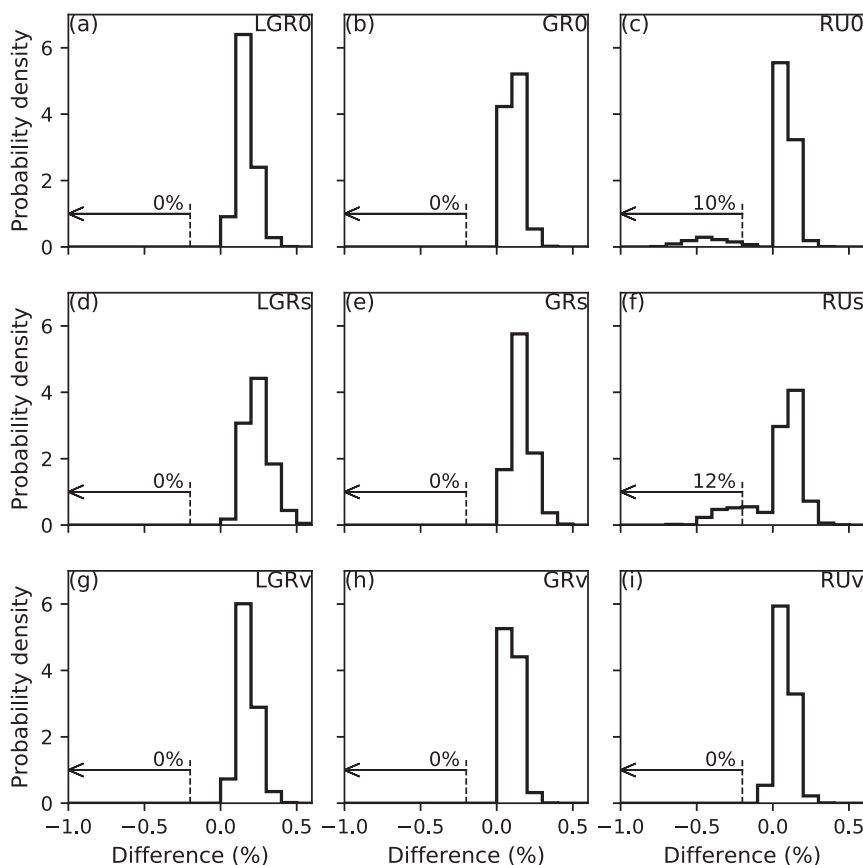 (a) LGR0 (b) GR0 (c) RU0
Probability density
6
4
2
0
0% 0% 10%
(d) LGRs (e) GRs (f) RUs
Probability density
6
4
2
0
0% 0% 12%
(g) LGRv (h) GRv (i) RUv
Probability density
6
4
2
0
0% 0% 0%
−1.0 −0.5 0.0 0.5 −1.0 −0.5 0.0 0.5 −1.0 −0.5 0.0 0.5
Difference (%) Difference (%) Difference (%)